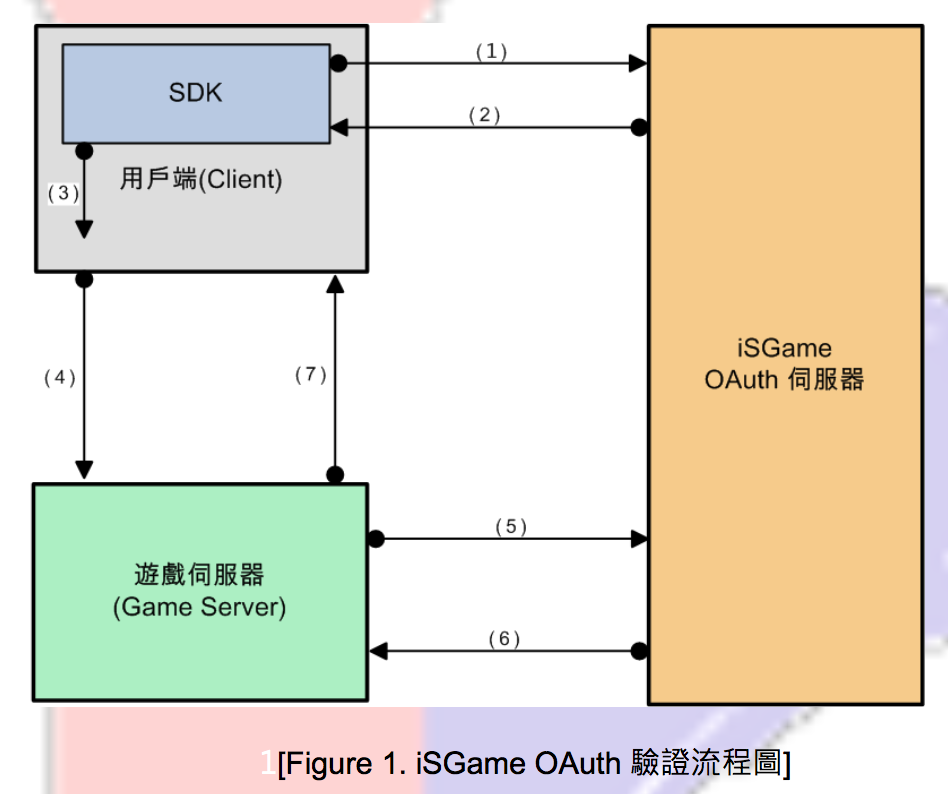 (1)
SDK
(2)
用戶端(Client)
(3)
iSGame
OAuth 伺服器
(4)
(7)
(5)
遊戲伺服器
(Game Server)
(6)
1[Figure 1. iSGame OAuth 驗證流程圖]